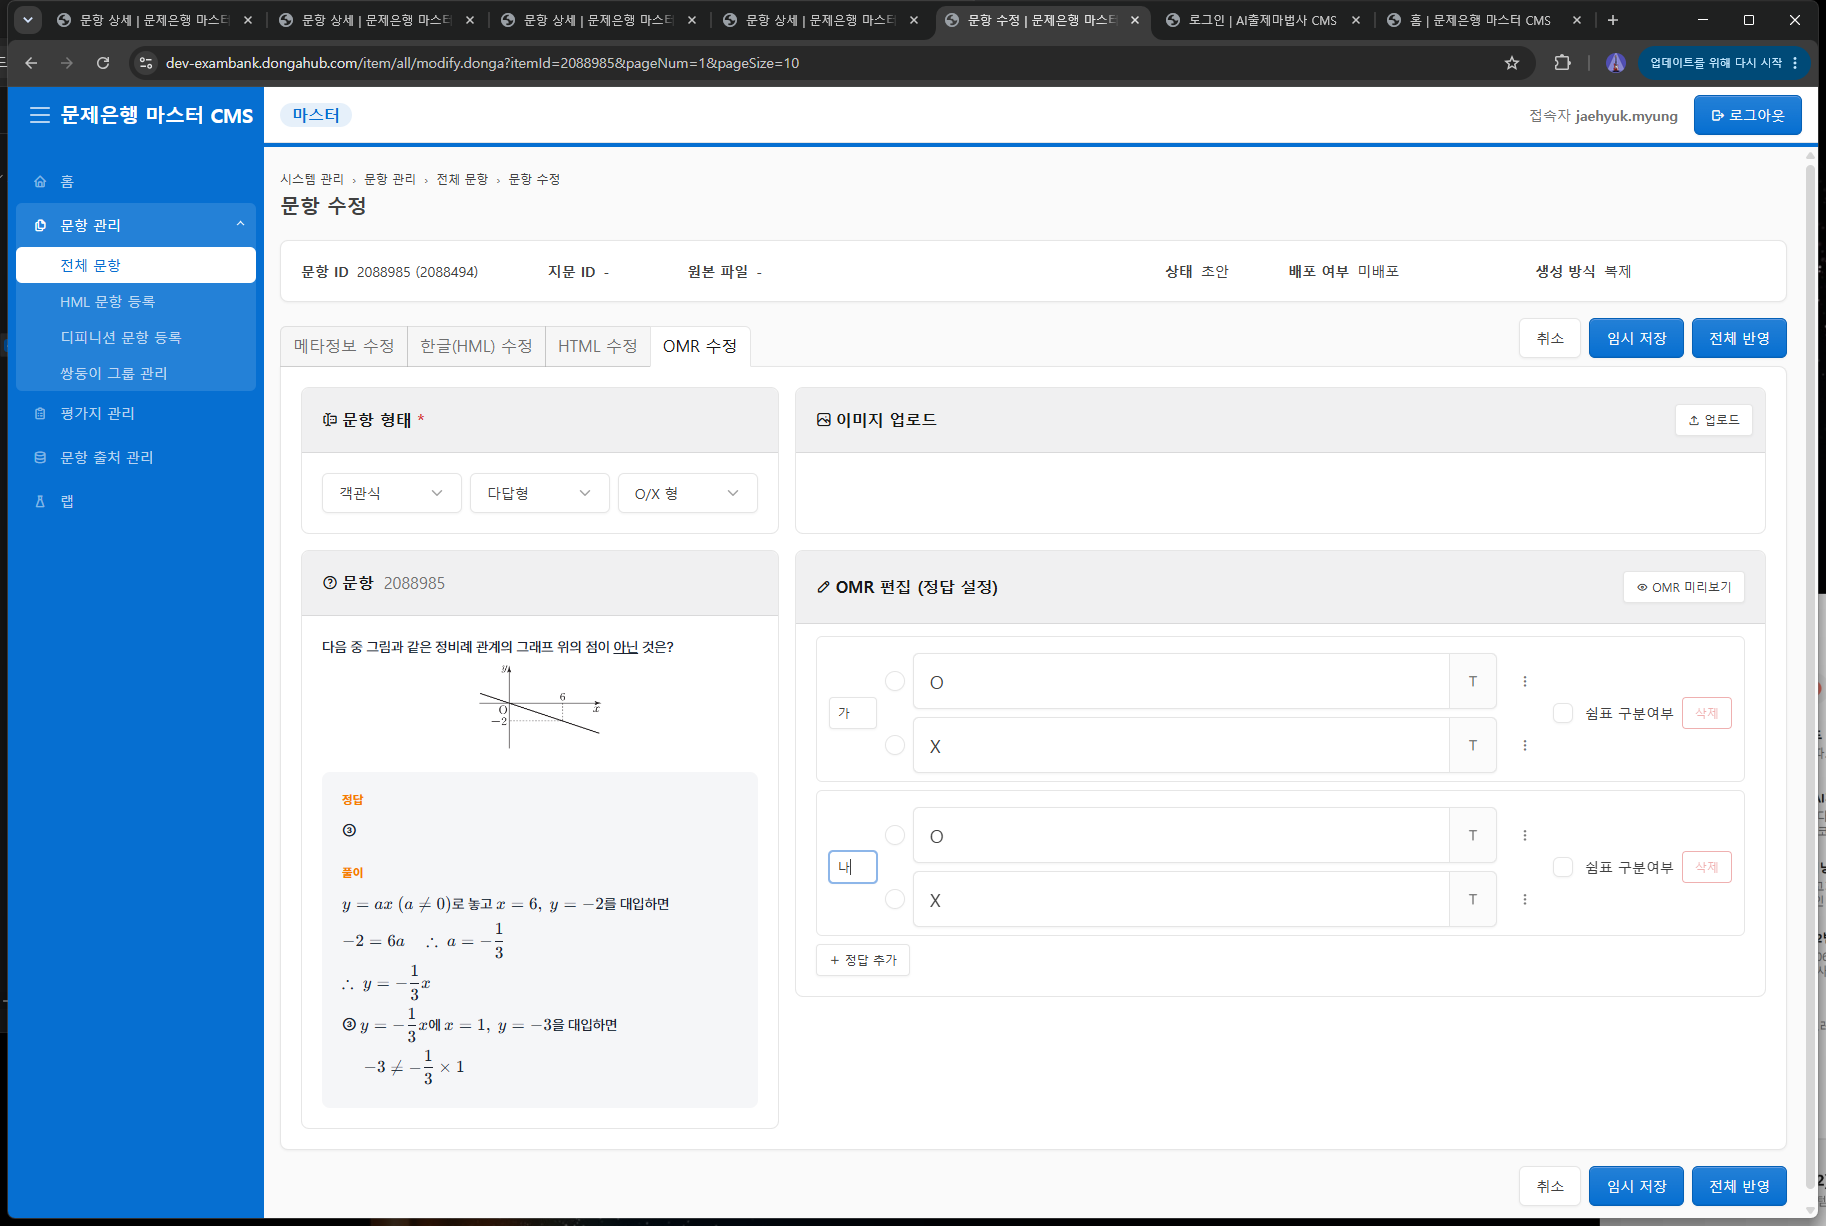 문항 상세 | 문제은행 마스터
문항 상세 | 문제은행 마스터
문항 상세 | 문제은행 마스터
문항 상세 | 문제은행 마스터
문항 수정 | 문제은행 마스터
로그인 | AI출제마법사 CMS
홈 | 문제은행 마스터 CMS
dev-exambank.dongahub.com/item/all/modify.donga?itemId=2088985&pageNum=1&pageSize=10
업데이트를 위해 다시 시작
문제은행 마스터 CMS
마스터
접속자 jaehyuk.myung
로그아웃
홈
문항 관리
전체 문항
HML 문항 등록
디피니션 문항 등록
쌍둥이 그룹 관리
평가지 관리
문항 출처 관리
랩
시스템 관리 › 문항 관리 › 전체 문항 › 문항 수정
문항 수정
문항 ID 2088985 (2088494)
지문 ID -
원본 파일 -
상태 초안
배포 여부 미배포
생성 방식 복제
메타정보 수정
한글(HML) 수정
HTML 수정
OMR 수정
취소
임시 저장
전체 반영
문항 형태 *
객관식
다답형
O/X 형
이미지 업로드
업로드
문항 2088985
다음 중 그림과 같은 정비례 관계의 그래프 위의 점이 아닌 것은?
y
6
O
x
−2
정답
③
풀이
y = ax (a ≠ 0)로 놓고 x = 6, y = −2를 대입하면
−2 = 6a ∴ a = −1/3
∴ y = −1/3 x
③ y = −1/3 x에 x = 1, y = −3을 대입하면
−3 ≠ −1/3 × 1
OMR 편집 (정답 설정)
OMR 미리보기
가
O
T
X
T
쉼표 구분여부
삭제
나
O
T
X
T
쉼표 구분여부
삭제
+ 정답 추가
취소
임시 저장
전체 반영